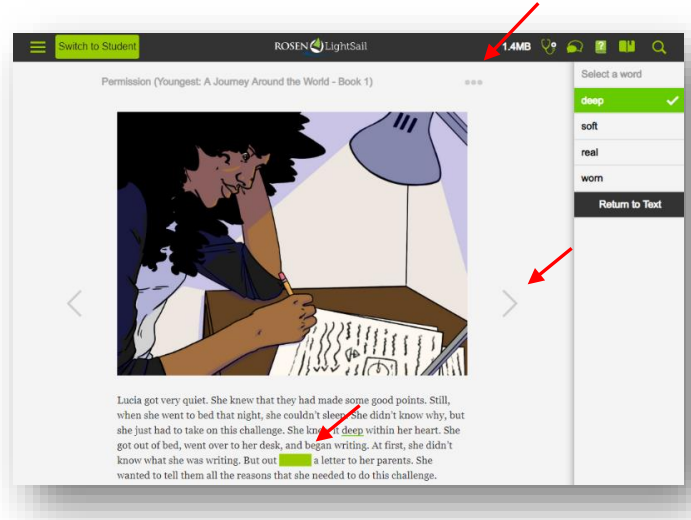 Switch to Student
ROSEN LightSail
1.4MB
Permission (Youngest: A Journey Around the World - Book 1)
Select a word
deep
soft
real
worn
Return to Text
Lucia got very quiet. She knew that they had made some good points. Still,
when she went to bed that night, she couldn't sleep. She didn't know why, but
she just had to take on this challenge. She knew it deep within her heart. She
got out of bed, went over to her desk, and began writing. At first, she didn't
know what she was writing. But out a letter to her parents. She
wanted to tell them all the reasons that she needed to do this challenge.